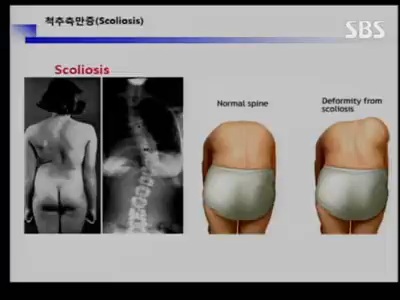 척추측만증(Scoliosis)
SBS
Scoliosis
Normal spine
Deformity from
scoliosis